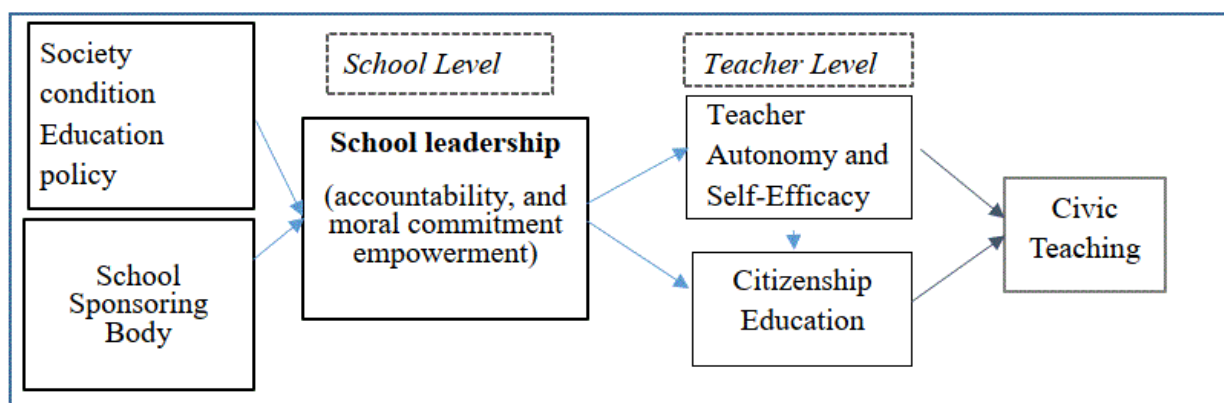 Society
condition
Education
policy
School
Sponsoring
Body
School Level
School leadership
(accountability, and
moral commitment
empowerment)
Teacher Level
Teacher
Autonomy and
Self-Efficacy
Citizenship
Education
Civic
Teaching